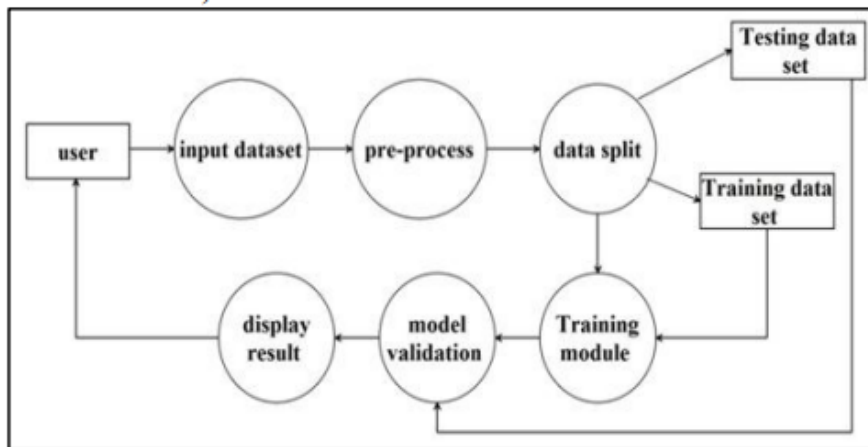 Testing data
set
user
input dataset
pre-process
data split
Training data
set
display
result
model
validation
Training
module